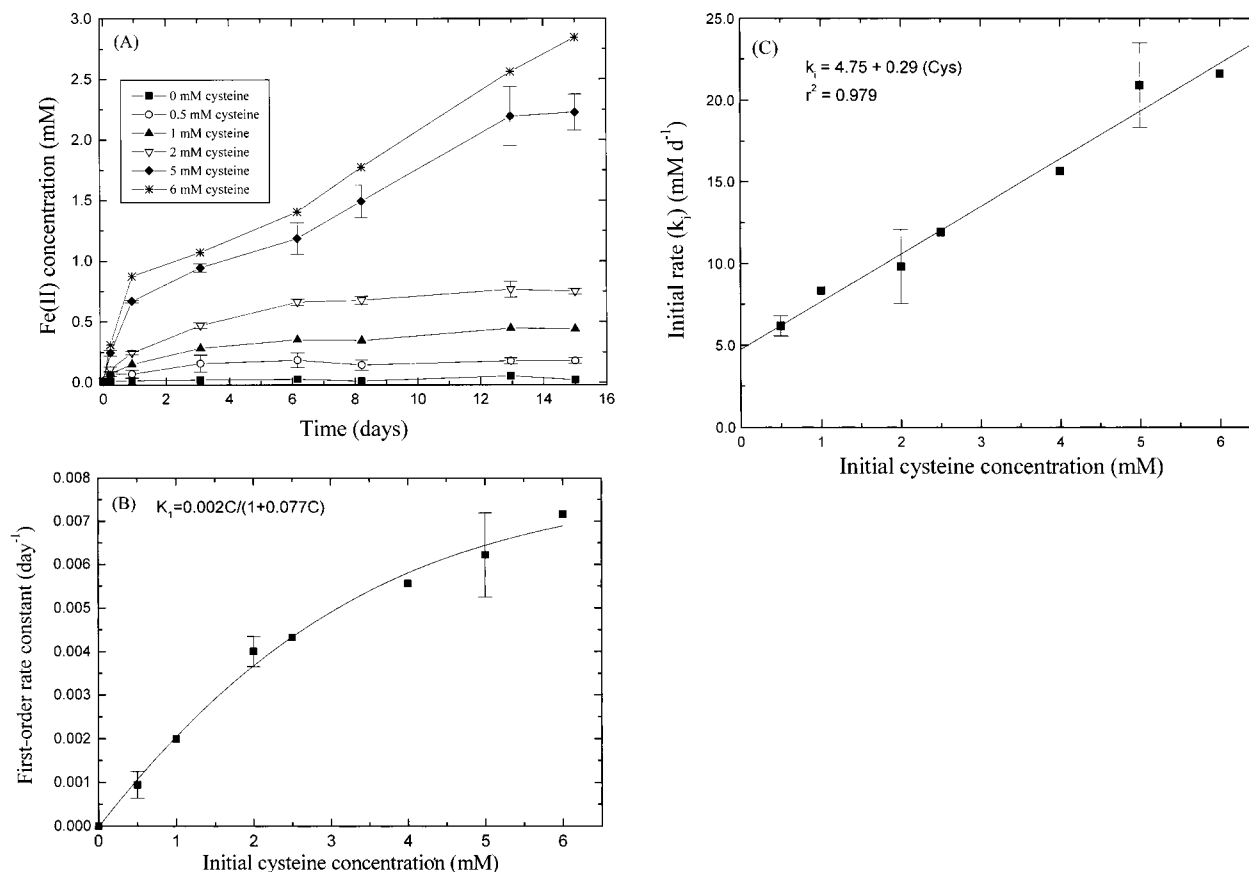 (A)
3.0
2.5
2.0
1.5
1.0
0.5
0.0
Fe(II) concentration (mM)
0 mM cysteine
0.5 mM cysteine
1 mM cysteine
2 mM cysteine
5 mM cysteine
6 mM cysteine
0 2 4 6 8 10 12 14 16
Time (days)
(B)
K₁=0.002C/(1+0.077C)
0.008
0.007
0.006
0.005
0.004
0.003
0.002
0.001
0.000
First-order rate constant (day⁻¹)
0 1 2 3 4 5 6
Initial cysteine concentration (mM)
(C)
kᵢ = 4.75 + 0.29 (Cys)
r² = 0.979
25.0
20.0
15.0
10.0
5.0
0.0
Initial rate (kᵢ) (mM d⁻¹)
0 1 2 3 4 5 6
Initial cysteine concentration (mM)